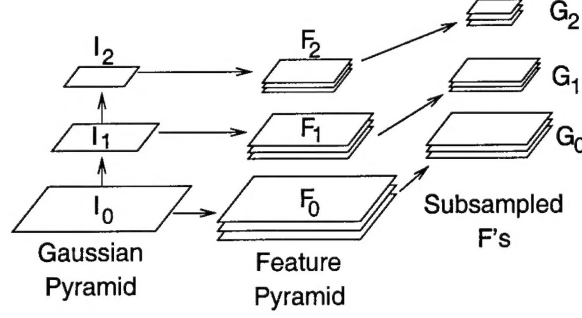 G2
I2
F2
G1
I1
F1
G0
I0
F0
Subsampled
F's
Gaussian
Pyramid
Feature
Pyramid